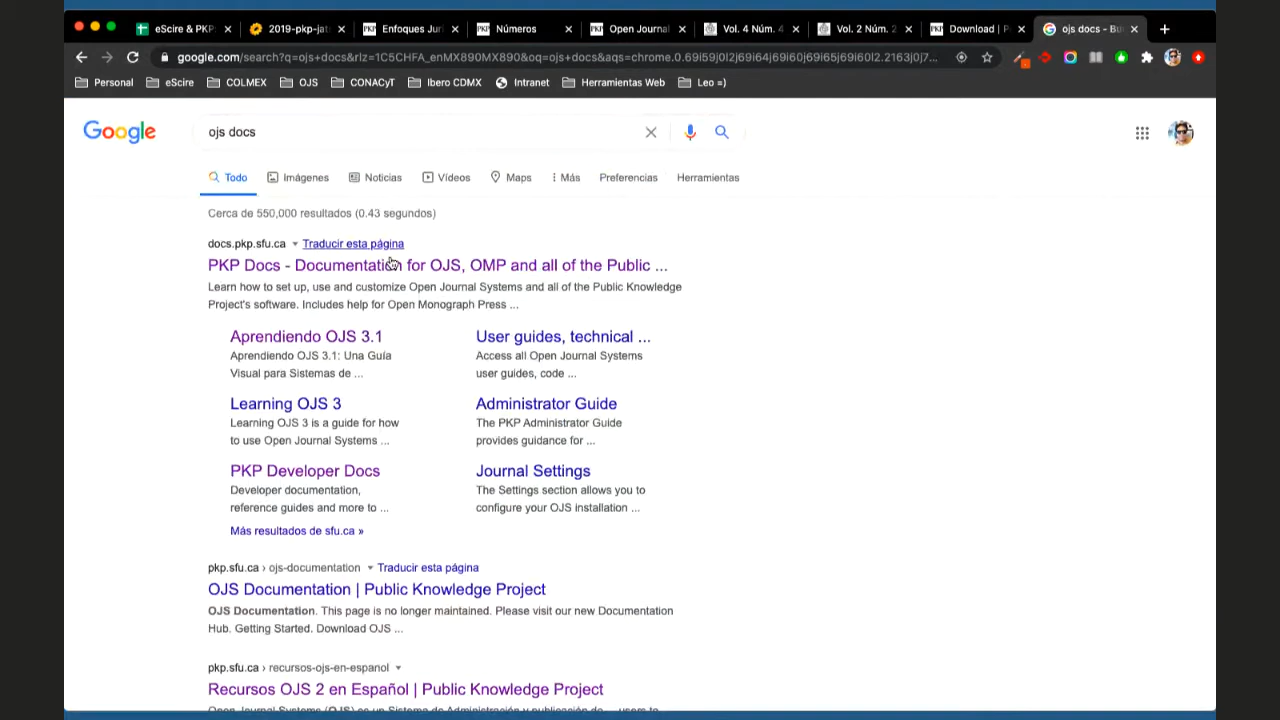 eScire & PKP
2019-pkp-jat
Enfoques Juri
Números
Open Journal
Vol. 4 Núm. 4
Vol. 2 Núm. 2
Download | P
ojs docs - Bú
google.com/search?q=ojs+docs&rlz=1C5CHFA_enMX890MX890&oq=ojs+docs&aqs=chrome.0.69i59j0l2j69i64j69i60j69i65j69i60l2.2163j0j7...
Personal
eScire
COLMEX
OJS
CONACyT
Ibero CDMX
Intranet
Herramientas Web
Leo =)
Google
ojs docs
Todo
Imágenes
Noticias
Vídeos
Maps
Más
Preferencias
Herramientas
Cerca de 550,000 resultados (0.43 segundos)
docs.pkp.sfu.ca Traducir esta página
PKP Docs - Documentation for OJS, OMP and all of the Public ...
Learn how to set up, use and customize Open Journal Systems and all of the Public Knowledge
Project's software. Includes help for Open Monograph Press ...
Aprendiendo OJS 3.1
Aprendiendo OJS 3.1: Una Guía
Visual para Sistemas de ...
User guides, technical ...
Access all Open Journal Systems
user guides, code ...
Learning OJS 3
Learning OJS 3 is a guide for how
to use Open Journal Systems ...
Administrator Guide
The PKP Administrator Guide
provides guidance for ...
PKP Developer Docs
Developer documentation,
reference guides and more to ...
Journal Settings
The Settings section allows you to
configure your OJS installation ...
Más resultados de sfu.ca »
pkp.sfu.ca › ojs-documentation Traducir esta página
OJS Documentation | Public Knowledge Project
OJS Documentation. This page is no longer maintained. Please visit our new Documentation
Hub. Getting Started. Download OJS ...
pkp.sfu.ca › recursos-ojs-en-espanol
Recursos OJS 2 en Español | Public Knowledge Project